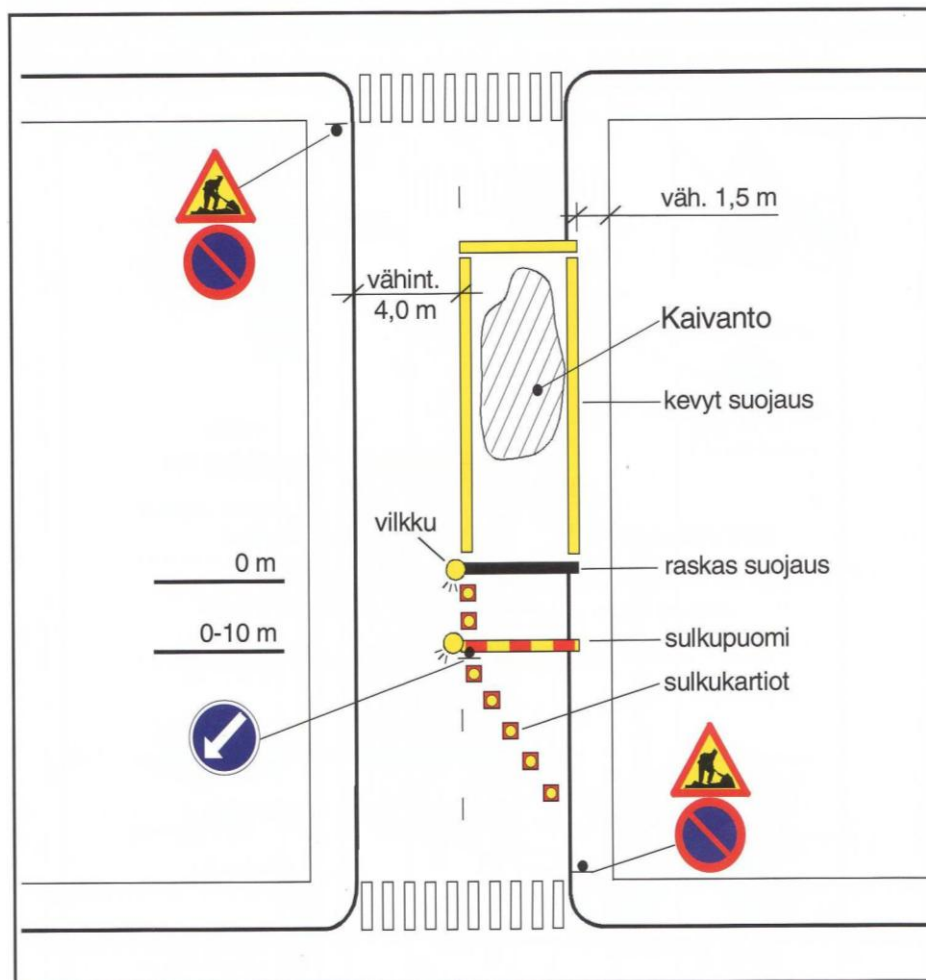 väh. 1,5 m
vähint.
4,0 m
Kaivanto
kevyt suojaus
vilkku
0 m
raskas suojaus
0-10 m
sulkupuomi
sulkukartiot